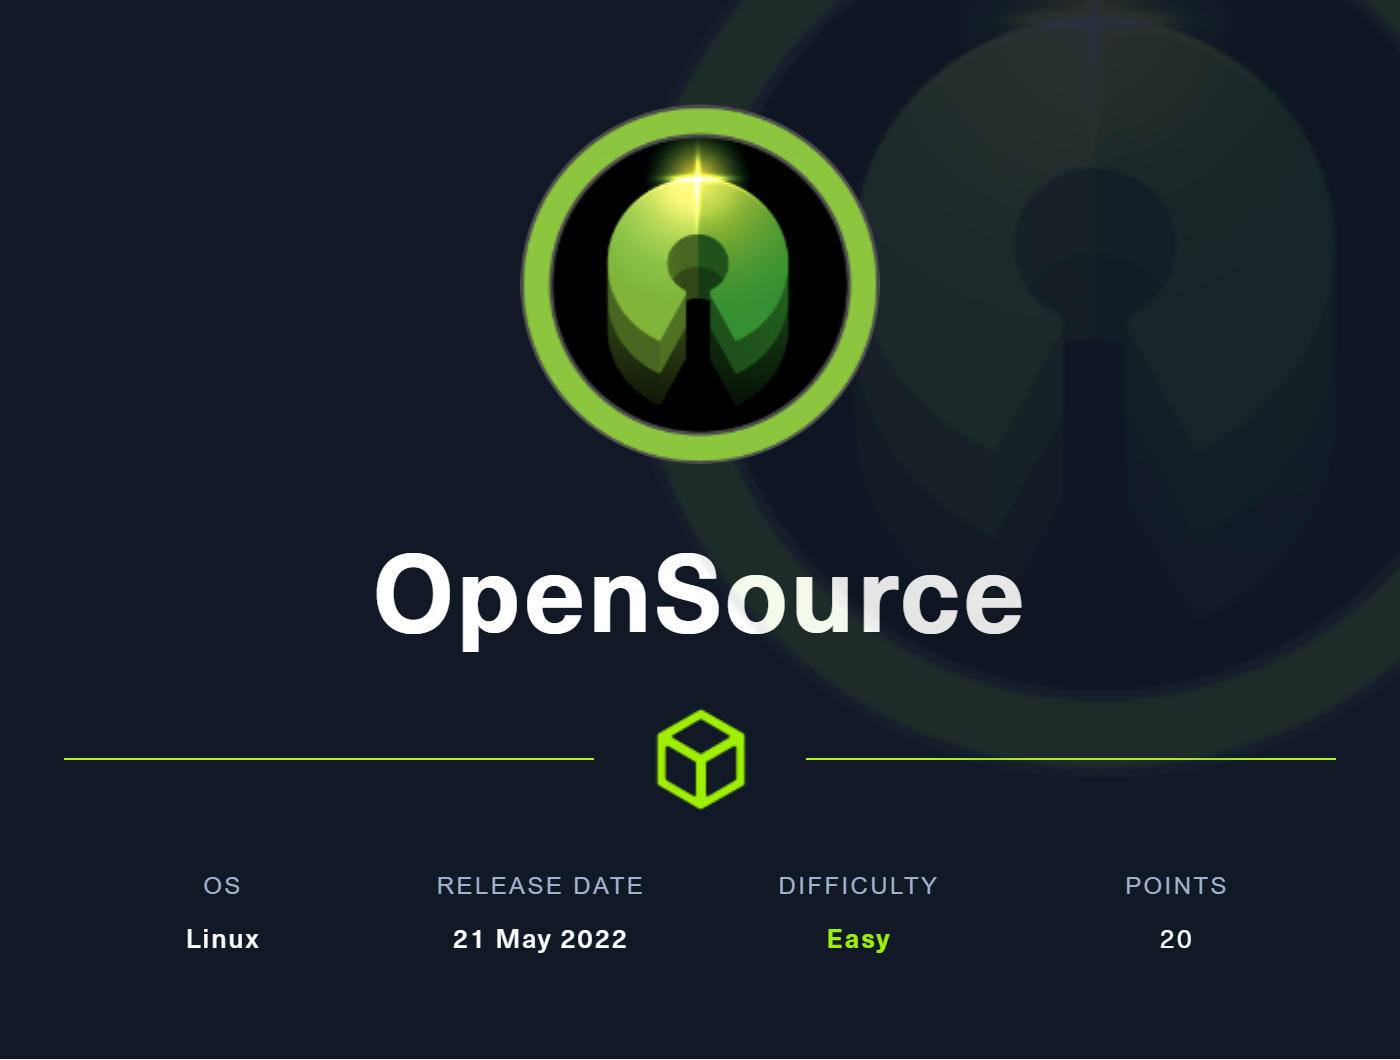 OpenSource
OS RELEASE DATE DIFFICULTY POINTS
Linux 21 May 2022 Easy 20